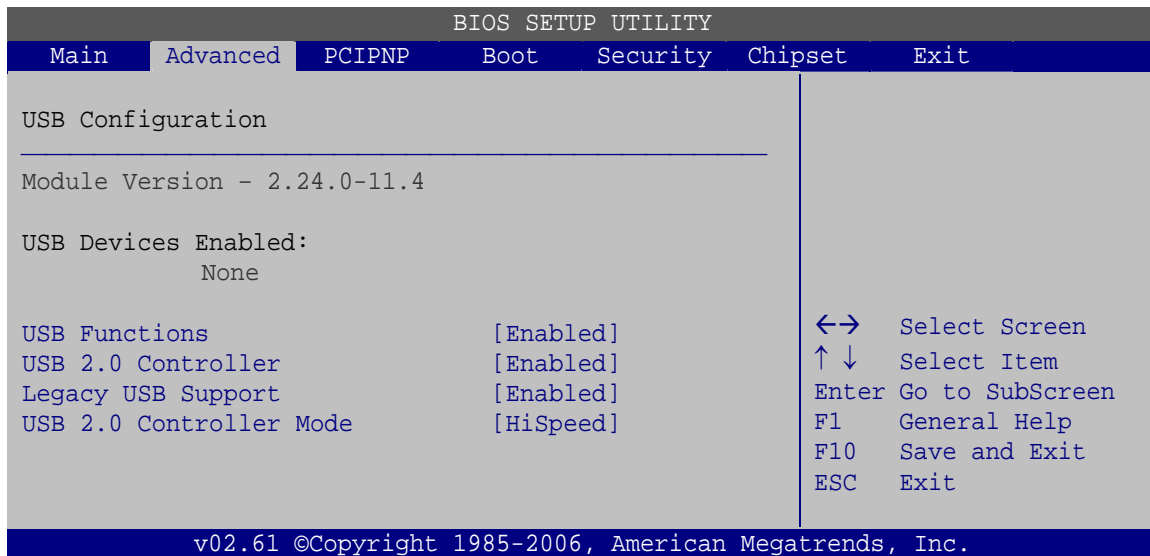 BIOS SETUP UTILITY
Main Advanced PCIPNP Boot Security Chipset Exit
USB Configuration
Module Version – 2.24.0-11.4
USB Devices Enabled:
None
USB Functions [Enabled]
USB 2.0 Controller [Enabled]
Legacy USB Support [Enabled]
USB 2.0 Controller Mode [HiSpeed]
←→ Select Screen
↑ ↓ Select Item
Enter Go to SubScreen
F1 General Help
F10 Save and Exit
ESC Exit
v02.61 ©Copyright 1985-2006, American Megatrends, Inc.